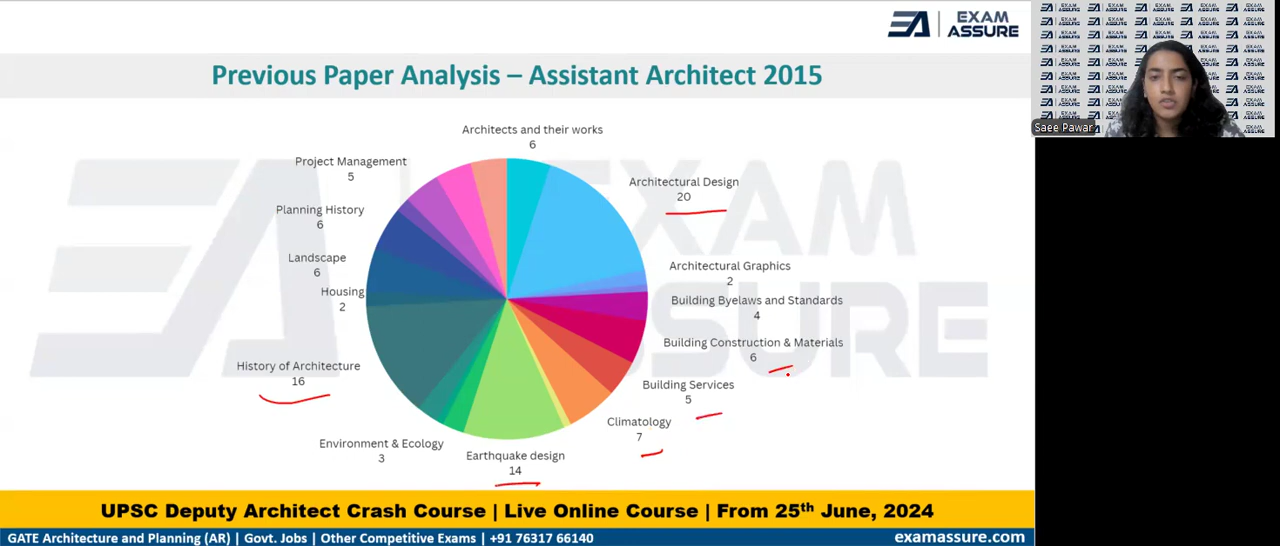 EXAM
ASSURE
Previous Paper Analysis – Assistant Architect 2015
Saee Pawar
Architects and their works
6
Project Management
5
Architectural Design
20
Planning History
6
Landscape
6
Architectural Graphics
2
Housing
2
Building Byelaws and Standards
4
Building Construction & Materials
6
History of Architecture
16
Building Services
5
Climatology
7
Environment & Ecology
3
Earthquake design
14
EXAM
ASSURE
UPSC Deputy Architect Crash Course | Live Online Course | From 25th June, 2024
GATE Architecture and Planning (AR) | Govt. Jobs | Other Competitive Exams | +91 76317 66140
examassure.com